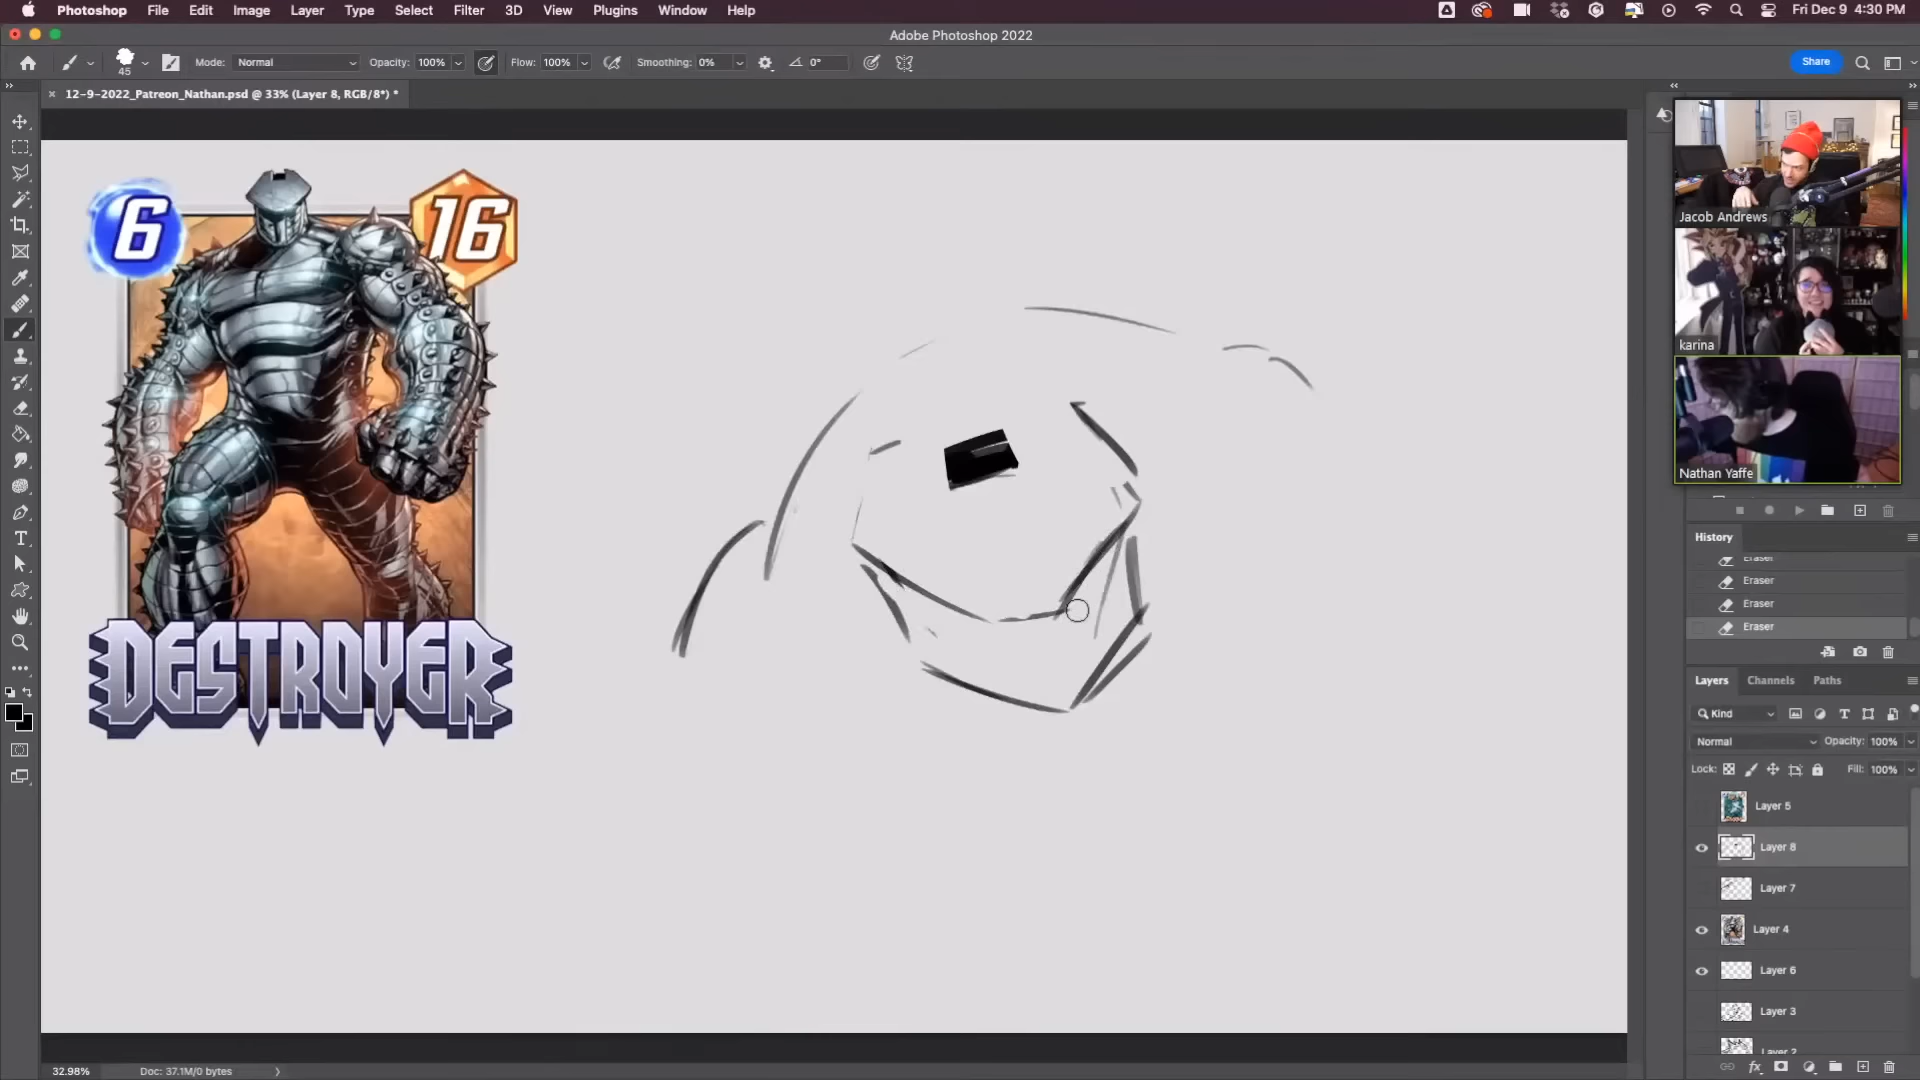 Photoshop File Edit Image Layer Type Select Filter 3D View Plugins Window Help Fri Dec 9 4:30 PM
Adobe Photoshop 2022
45 Mode: Normal Opacity: 100% Flow: 100% Smoothing: 0% 0° Share
12-9-2022_Patreon_Nathan.psd @ 33% (Layer 8, RGB/8*) *
6 16
DESTROYER
Jacob Andrews
karina
Nathan Yaffe
History
Eraser
Eraser
Eraser
Eraser
Layers Channels Paths
Kind
Normal Opacity: 100%
Lock: Fill: 100%
Layer 5
Layer 8
Layer 7
Layer 4
Layer 6
Layer 3
Layer 2
32.98% Doc: 37.1M/0 bytes